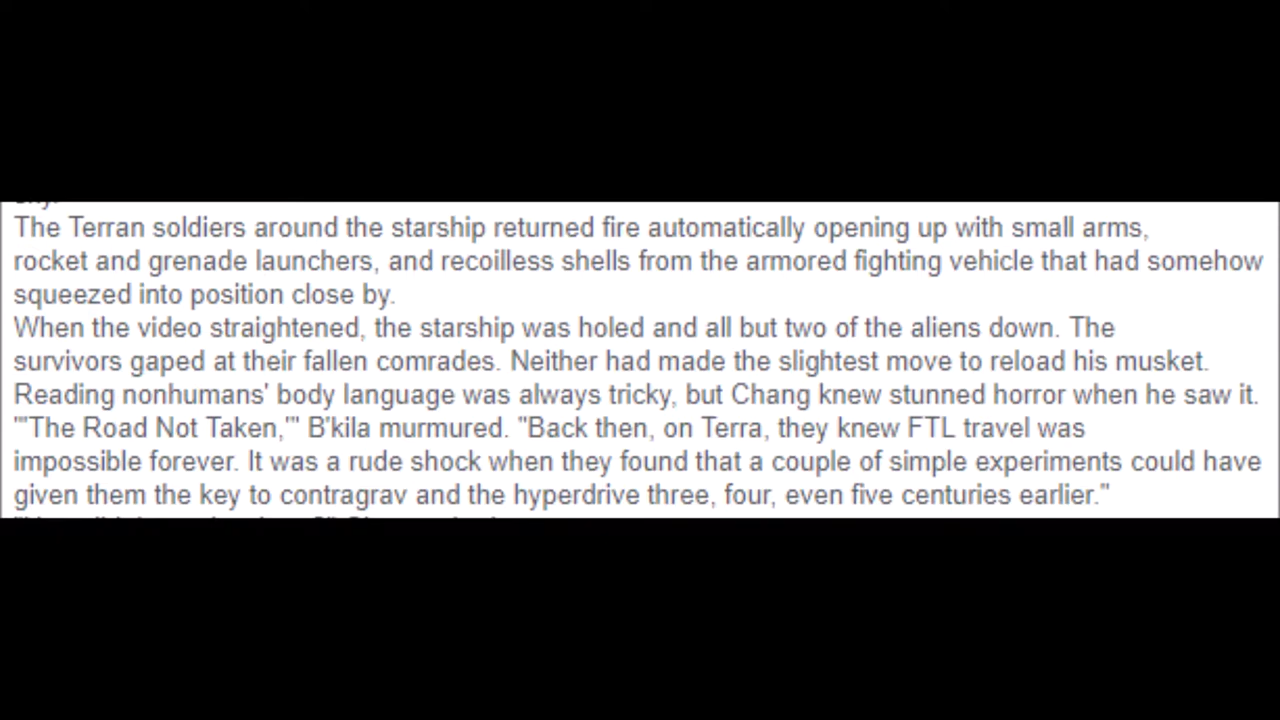 The Terran soldiers around the starship returned fire automatically opening up with small arms,
rocket and grenade launchers, and recoilless shells from the armored fighting vehicle that had somehow
squeezed into position close by.
When the video straightened, the starship was holed and all but two of the aliens down. The
survivors gaped at their fallen comrades. Neither had made the slightest move to reload his musket.
Reading nonhumans' body language was always tricky, but Chang knew stunned horror when he saw it.
"'The Road Not Taken,'" B'kila murmured. "Back then, on Terra, they knew FTL travel was
impossible forever. It was a rude shock when they found that a couple of simple experiments could have
given them the key to contragrav and the hyperdrive three, four, even five centuries earlier."